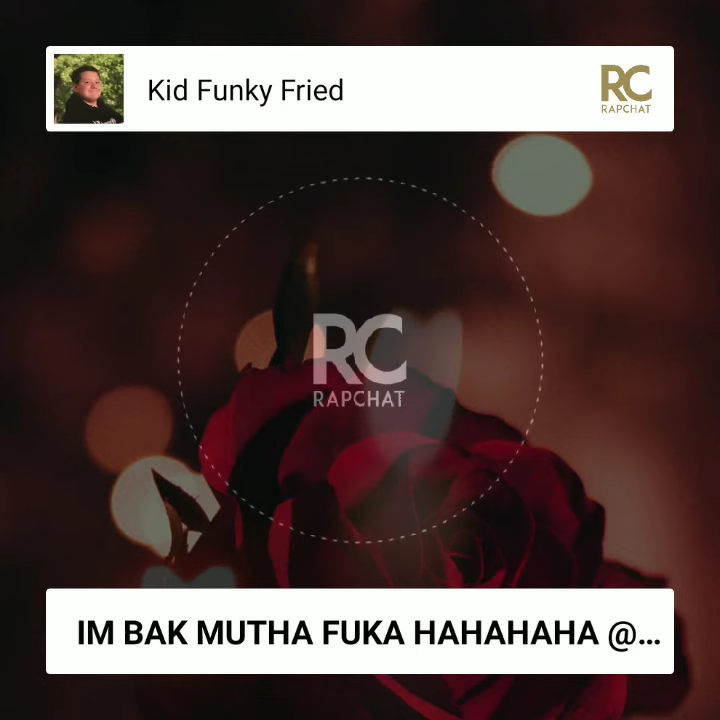 Kid Funky Fried
RC
RAPCHAT
RC
RAPCHAT
IM BAK MUTHA FUKA HAHAHAHA @...